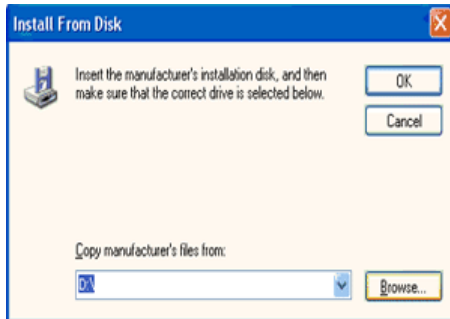 Install From Disk
Insert the manufacturer's installation disk, and then
make sure that the correct drive is selected below.
OK
Cancel
Copy manufacturer's files from:
D:\
Browse...